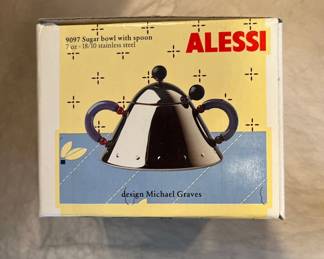 9097 Sugar bowl with spoon
7 oz - 18/10 stainless steel
ALESSI
design Michael Graves